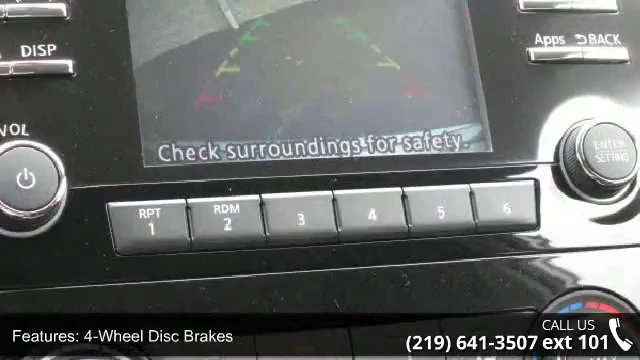 DISP
Apps BACK
Check surroundings for safety.
VOL
ENTER
SETTING
RPT
1
RDM
2
3
4
5
6
Features: 4-Wheel Disc Brakes
CALL US
(219) 641-3507 ext 101